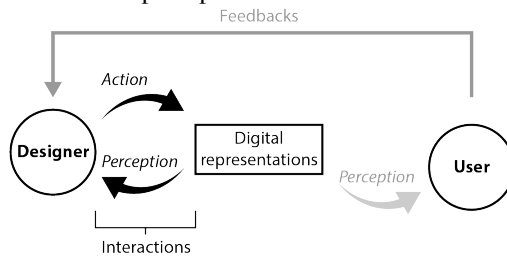 Feedbacks
Action
Designer
Perception
Digital
representations
Perception
User
Interactions